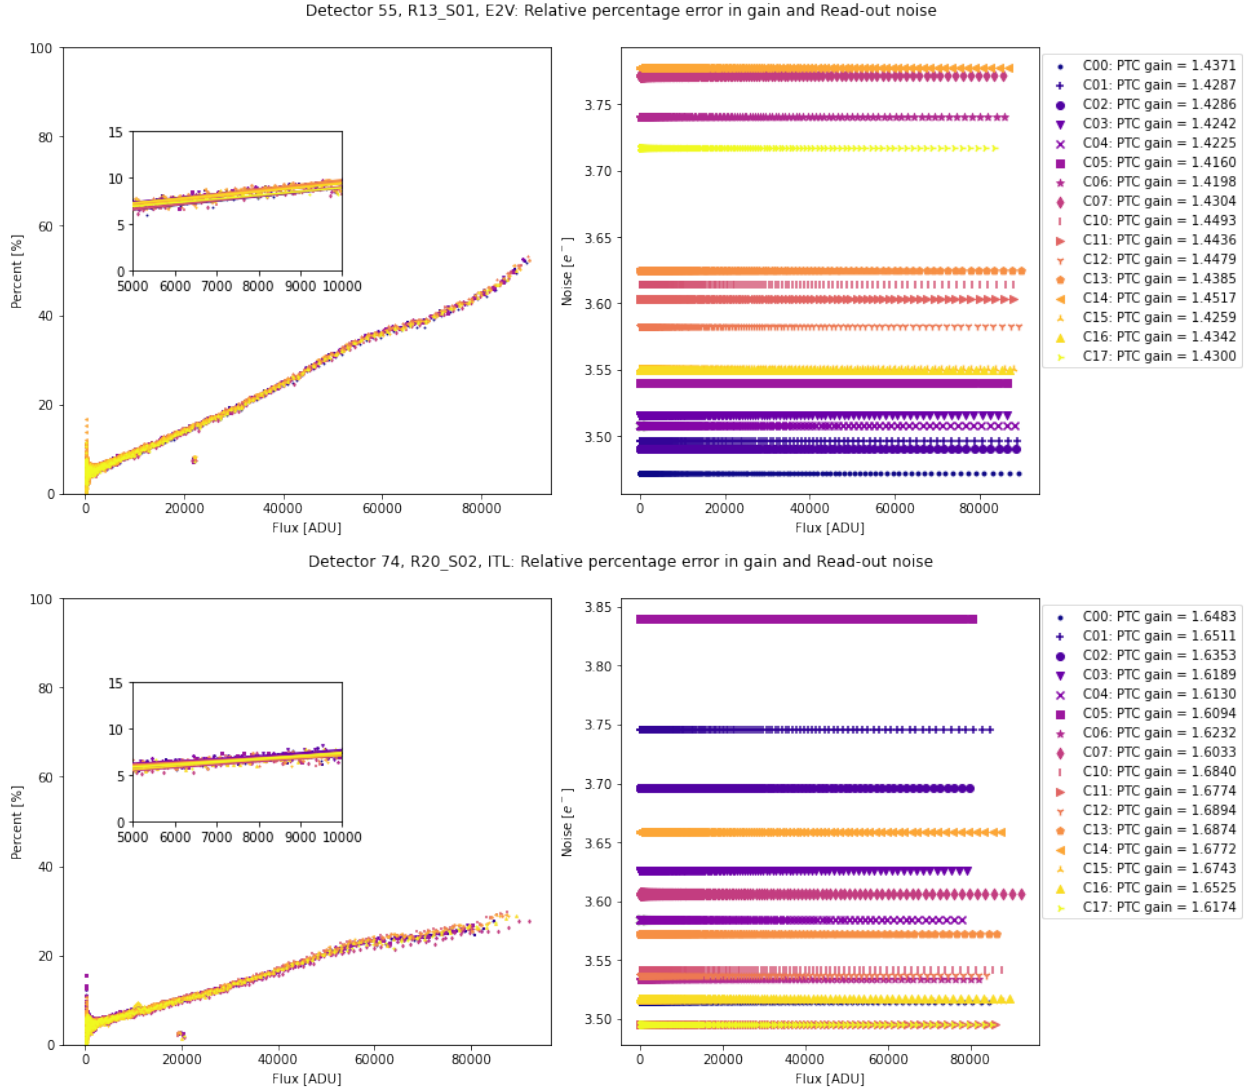 Detector 55, R13_S01, E2V: Relative percentage error in gain and Read-out noise
100
80
60
40
20
0
Percent [%]
0
20000
40000
60000
80000
Flux [ADU]
15
10
5
0
5000
6000
7000
8000
9000
10000
3.75
3.70
3.65
3.60
3.55
3.50
Noise [e⁻]
0
20000
40000
60000
80000
Flux [ADU]
C00: PTC gain = 1.4371
C01: PTC gain = 1.4287
C02: PTC gain = 1.4286
C03: PTC gain = 1.4242
C04: PTC gain = 1.4225
C05: PTC gain = 1.4160
C06: PTC gain = 1.4198
C07: PTC gain = 1.4304
C10: PTC gain = 1.4493
C11: PTC gain = 1.4436
C12: PTC gain = 1.4479
C13: PTC gain = 1.4385
C14: PTC gain = 1.4517
C15: PTC gain = 1.4259
C16: PTC gain = 1.4342
C17: PTC gain = 1.4300
Detector 74, R20_S02, ITL: Relative percentage error in gain and Read-out noise
100
80
60
40
20
0
Percent [%]
0
20000
40000
60000
80000
Flux [ADU]
15
10
5
0
5000
6000
7000
8000
9000
10000
3.85
3.80
3.75
3.70
3.65
3.60
3.55
3.50
Noise [e⁻]
0
20000
40000
60000
80000
Flux [ADU]
C00: PTC gain = 1.6483
C01: PTC gain = 1.6511
C02: PTC gain = 1.6353
C03: PTC gain = 1.6189
C04: PTC gain = 1.6130
C05: PTC gain = 1.6094
C06: PTC gain = 1.6232
C07: PTC gain = 1.6033
C10: PTC gain = 1.6840
C11: PTC gain = 1.6774
C12: PTC gain = 1.6894
C13: PTC gain = 1.6874
C14: PTC gain = 1.6772
C15: PTC gain = 1.6743
C16: PTC gain = 1.6525
C17: PTC gain = 1.6174